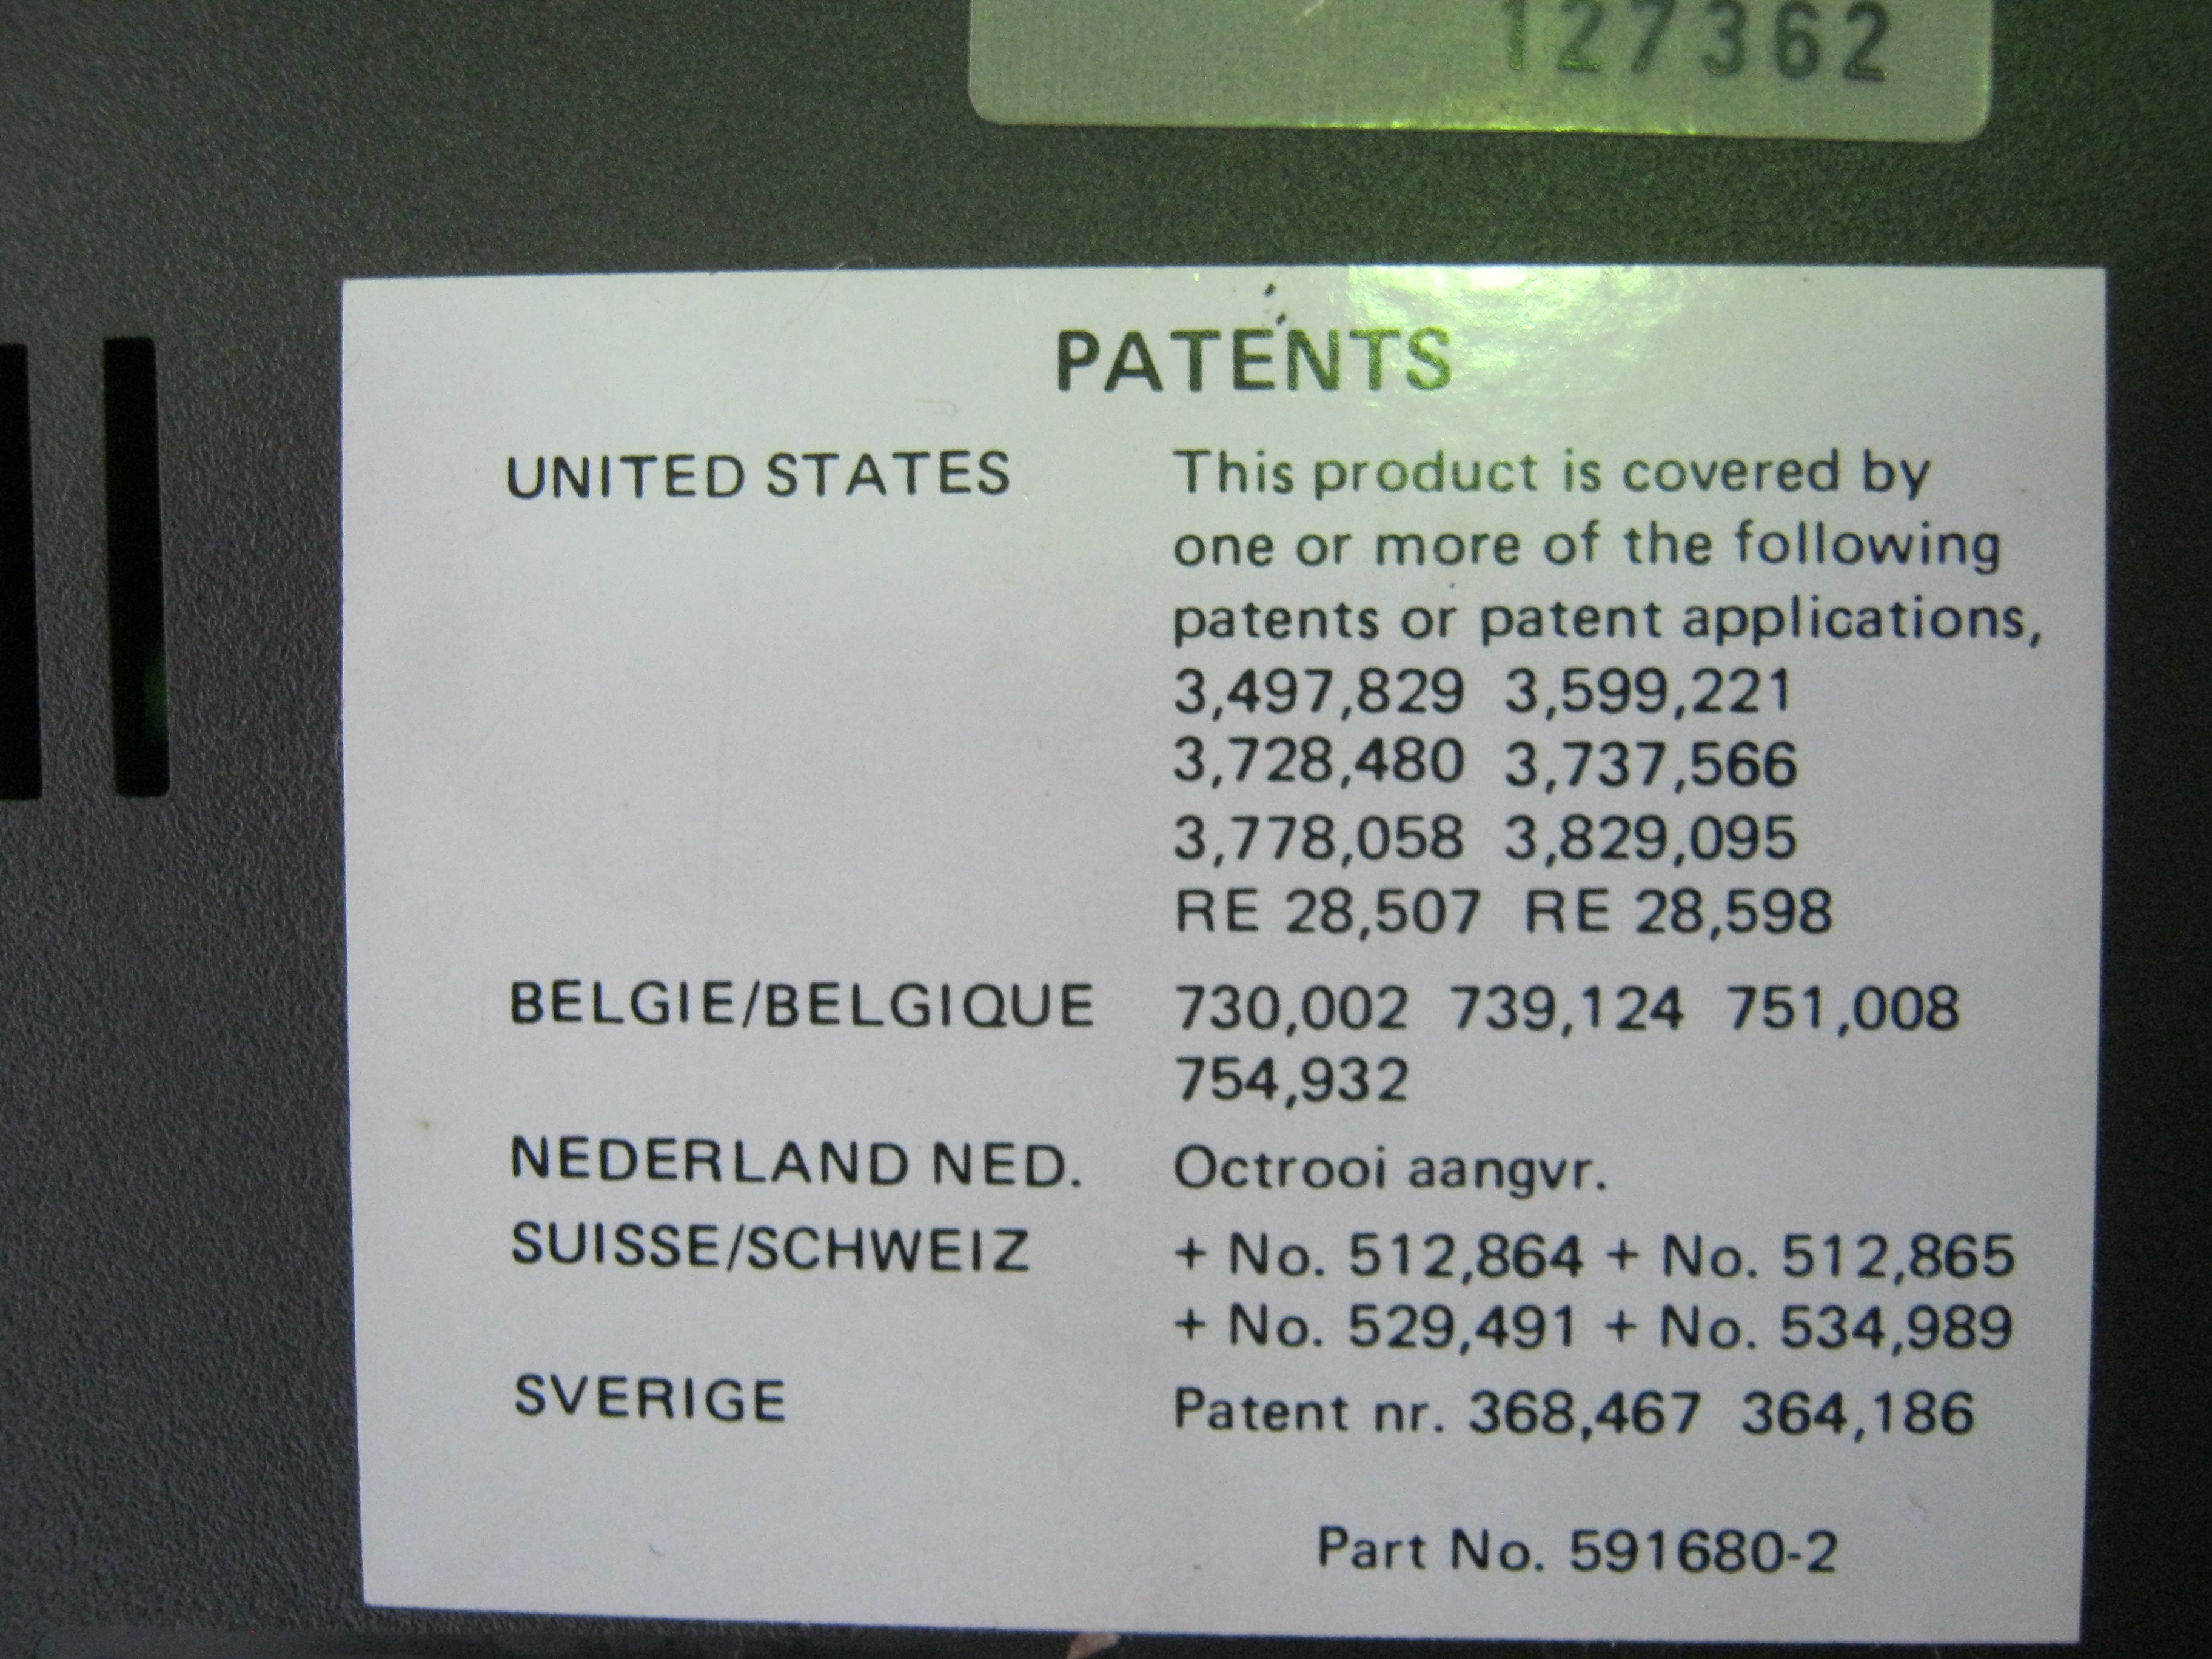 127362
PATENTS
UNITED STATES This product is covered by
one or more of the following
patents or patent applications,
3,497,829 3,599,221
3,728,480 3,737,566
3,778,058 3,829,095
RE 28,507 RE 28,598
BELGIE/BELGIQUE 730,002 739,124 751,008
754,932
NEDERLAND NED. Octrooi aangvr.
SUISSE/SCHWEIZ + No. 512,864 + No. 512,865
+ No. 529,491 + No. 534,989
SVERIGE Patent nr. 368,467 364,186
Part No. 591680-2